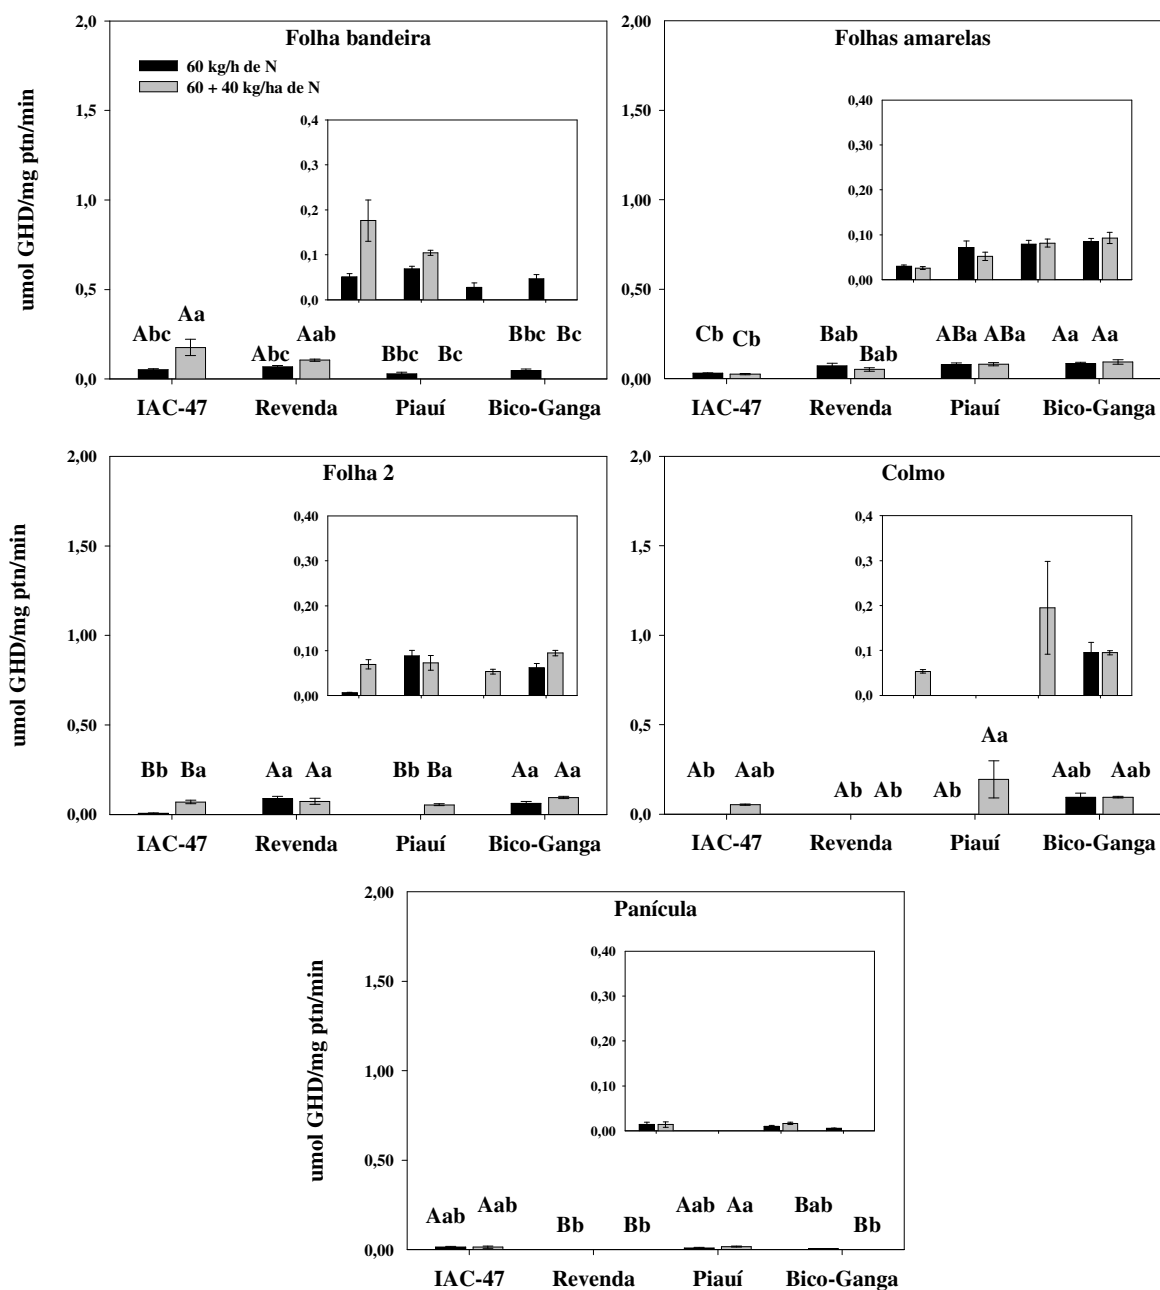 Folha bandeira
60 kg/h de N
60 + 40 kg/ha de N
umol GHD/mg ptn/min
2,0
1,5
1,0
0,5
0,0
0,4
0,3
0,2
0,1
0,0
Abc Aa Abc Aab Bbc Bc Bbc Bc
IAC-47 Revenda Piauí Bico-Ganga
Folhas amarelas
2,0
1,5
1,00
0,50
0,00
0,40
0,30
0,20
0,10
0,00
Cb Cb Bab Bab ABa ABa Aa Aa
IAC-47 Revenda Piauí Bico-Ganga
Folha 2
umol GHD/mg ptn/min
2,00
1,50
1,00
0,50
0,00
0,40
0,30
0,20
0,10
0,00
Bb Ba Aa Aa Bb Ba Aa Aa
IAC-47 Revenda Piauí Bico-Ganga
Colmo
2,0
1,5
1,0
0,5
0,0
0,4
0,3
0,2
0,1
0,0
Ab Aab Ab Ab Ab Aa Aab Aab
IAC-47 Revenda Piauí Bico-Ganga
Panícula
umol GHD/mg ptn/min
2,00
1,50
1,00
0,50
0,00
0,40
0,30
0,20
0,10
0,00
Aab Aab Bb Bb Aab Aa Bab Bb
IAC-47 Revenda Piauí Bico-Ganga